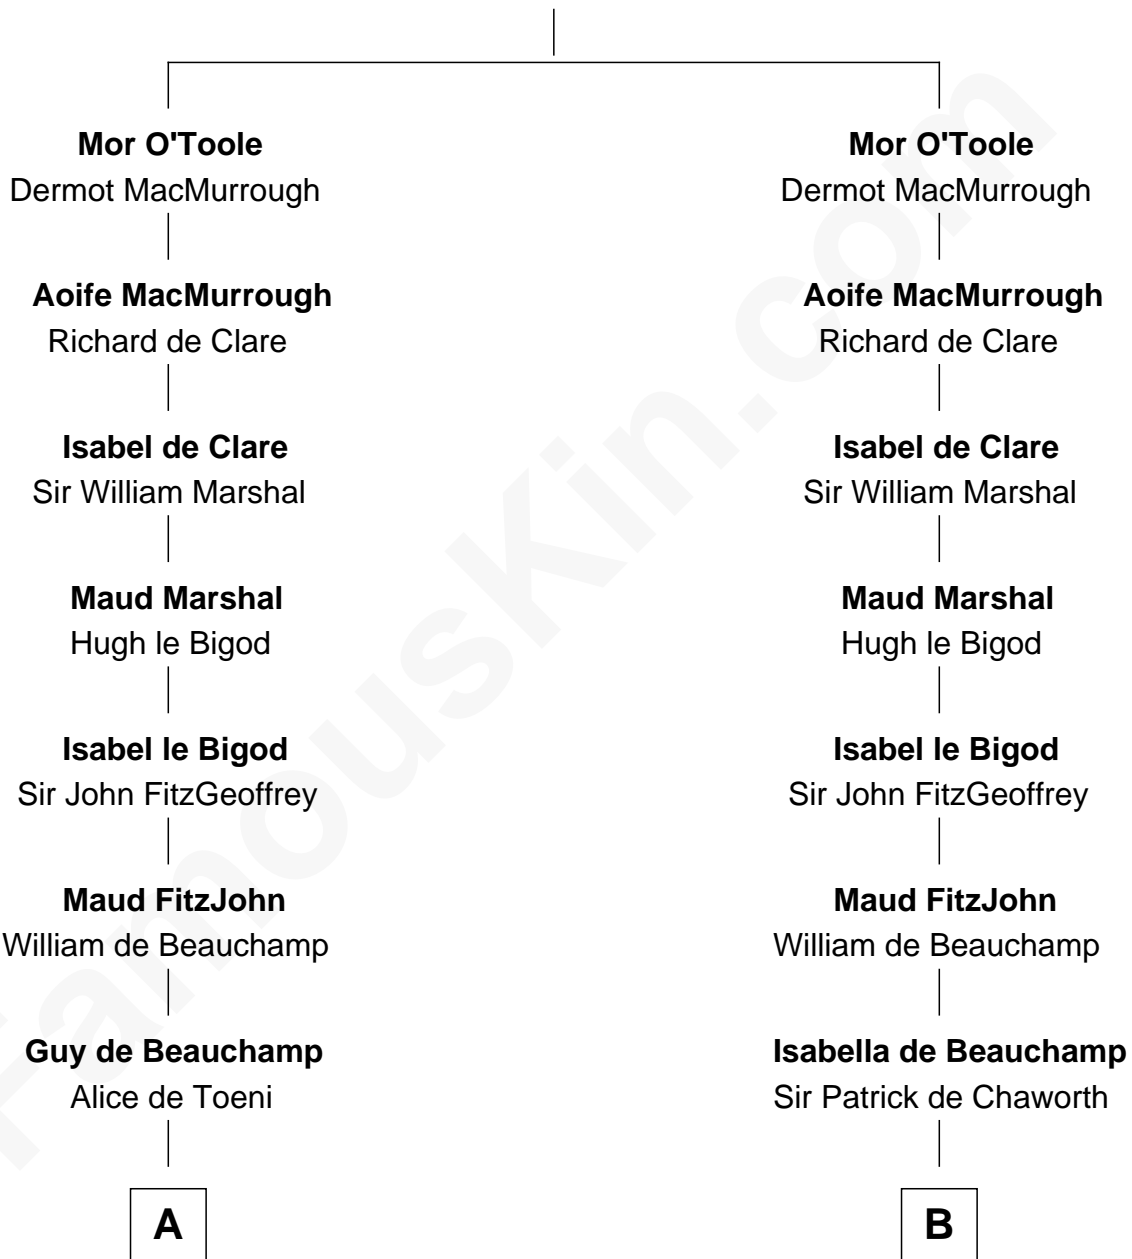 Mor O'Toole
Dermot MacMurrough
Aoife MacMurrough
Richard de Clare
Isabel de Clare
Sir William Marshal
Maud Marshal
Hugh le Bigod
Isabel le Bigod
Sir John FitzGeoffrey
Maud FitzJohn
William de Beauchamp
Guy de Beauchamp
Alice de Toeni
A
Mor O'Toole
Dermot MacMurrough
Aoife MacMurrough
Richard de Clare
Isabel de Clare
Sir William Marshal
Maud Marshal
Hugh le Bigod
Isabel le Bigod
Sir John FitzGeoffrey
Maud FitzJohn
William de Beauchamp
Isabella de Beauchamp
Sir Patrick de Chaworth
B
FamousKin.com